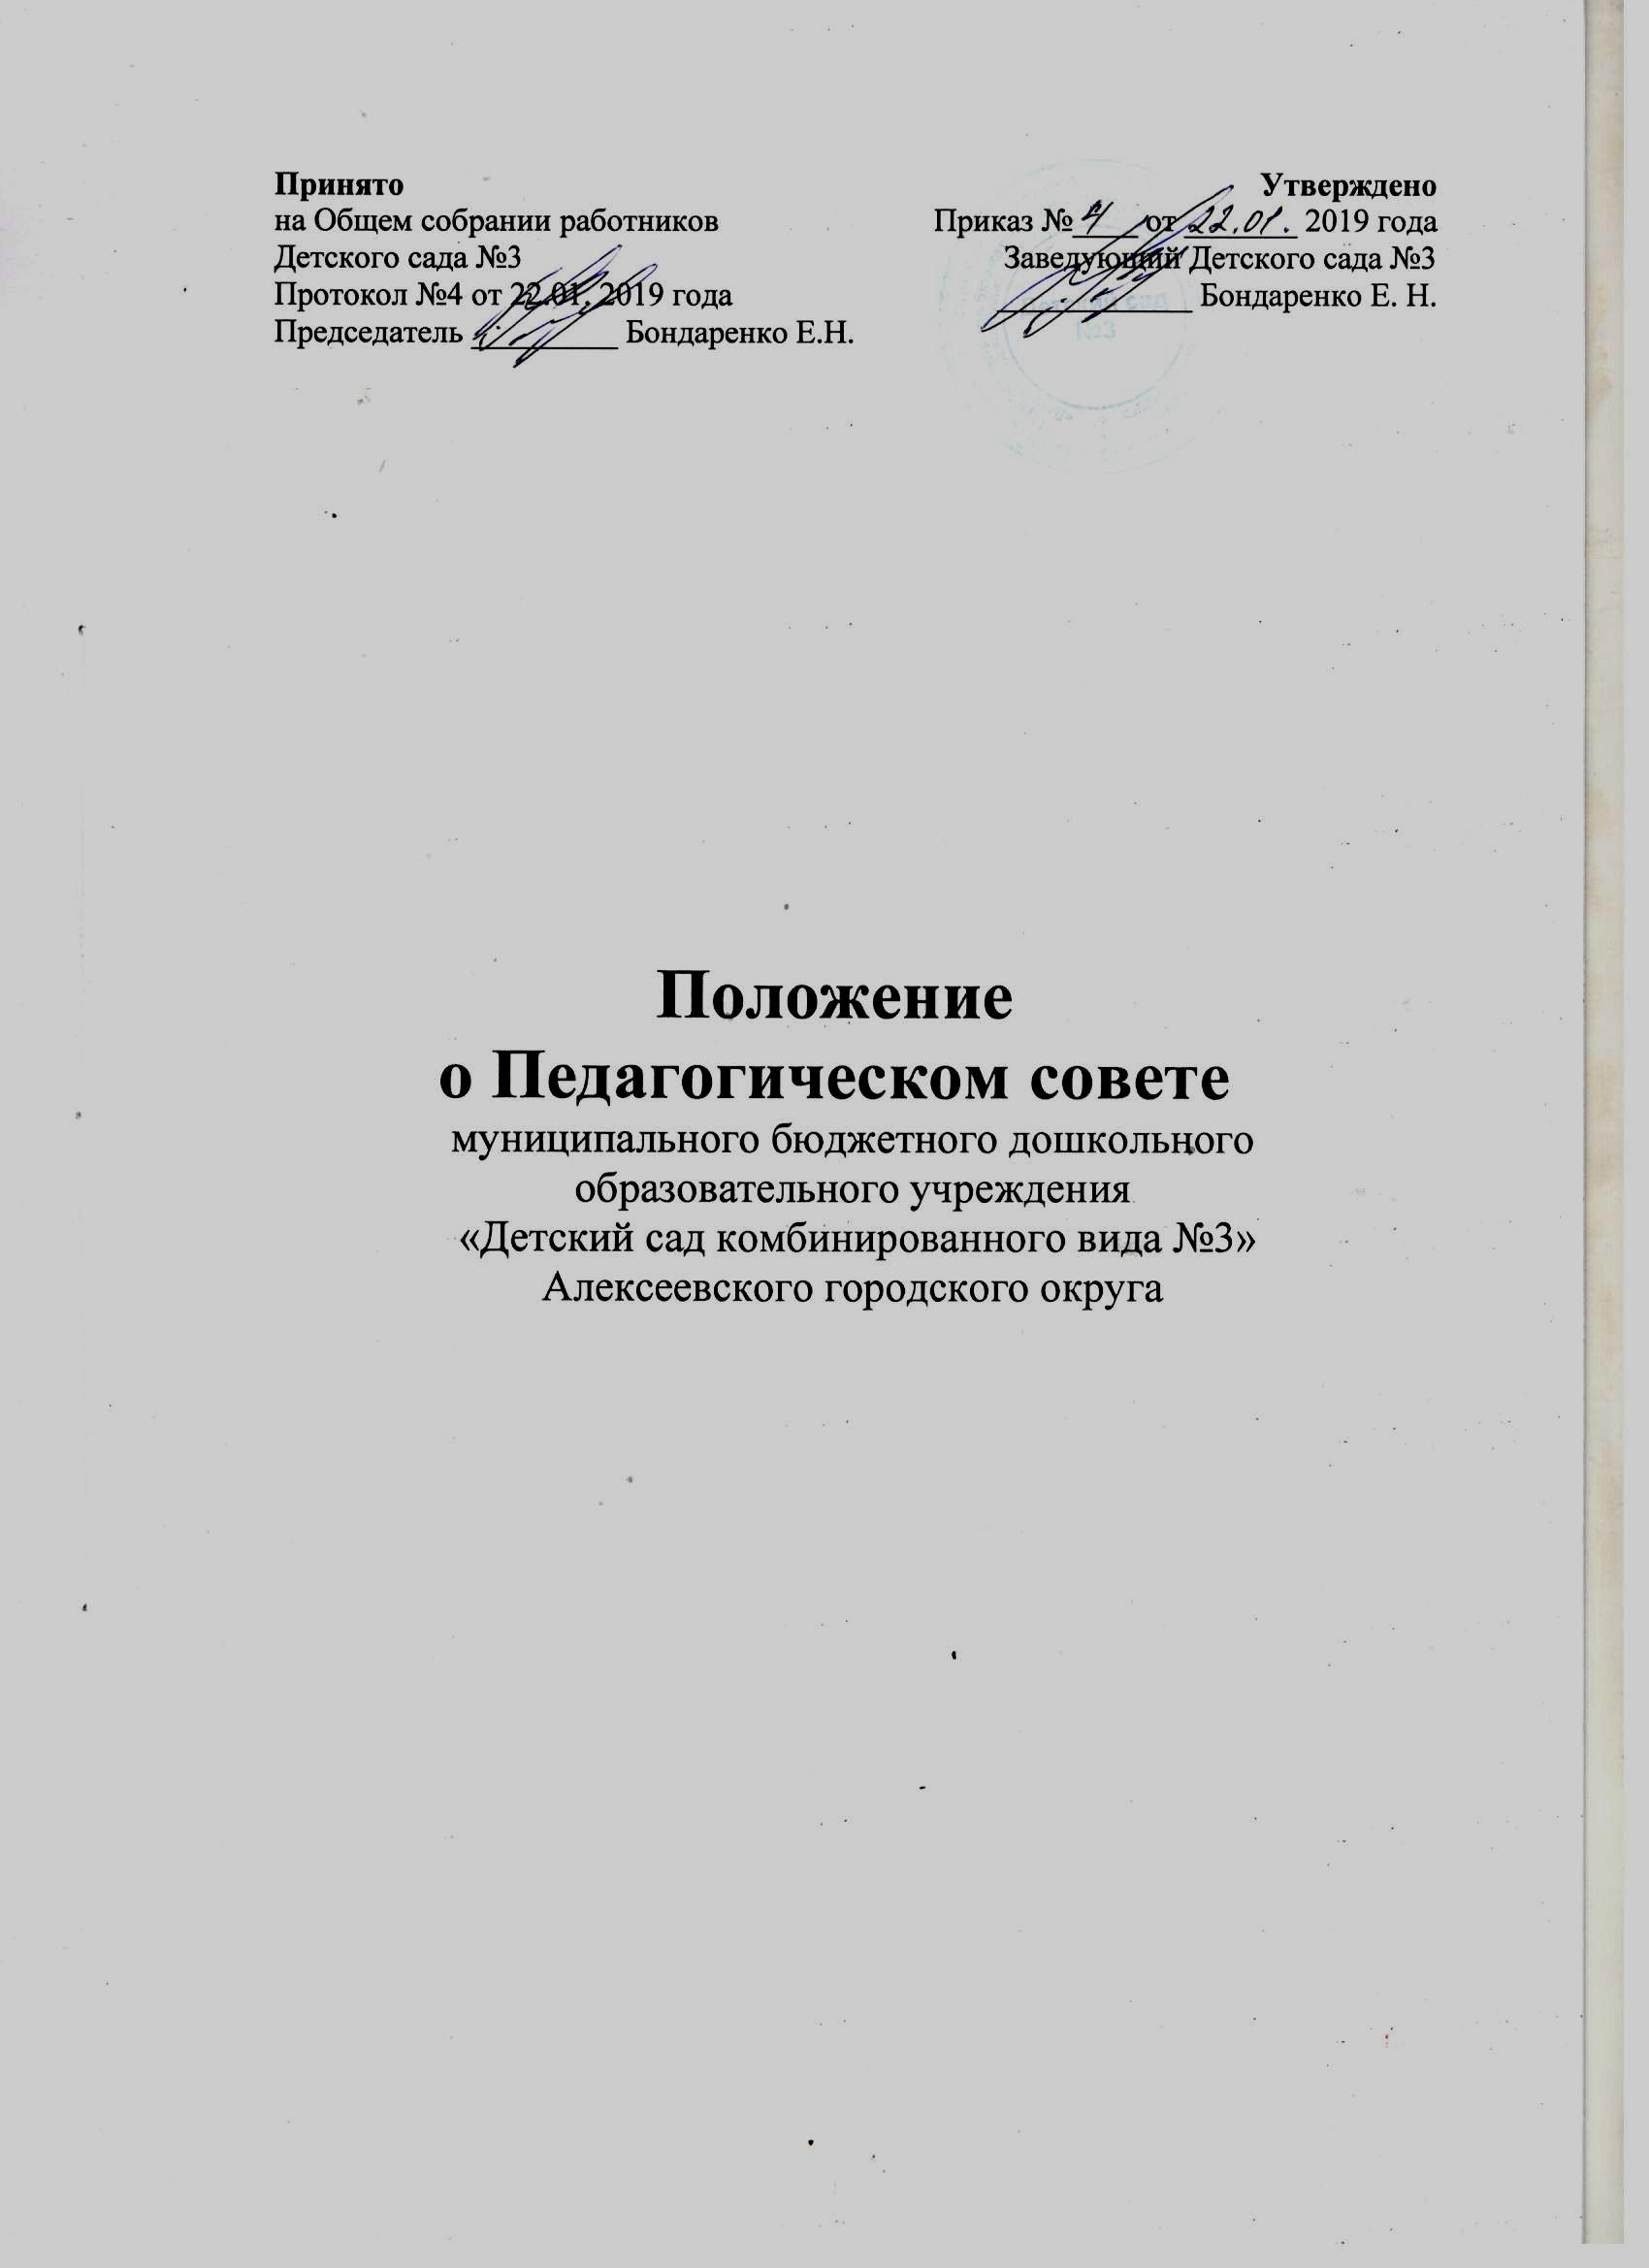 Принято
на Общем собрании работников
Детского сада №3
Протокол №4 от 22.01. 2019 года
Председатель Бондаренко Е.Н.
Утверждено
Приказ № от 22.01. 2019 года
Заведующий Детского сада №3
Бондаренко Е. Н.
сад
№3
Положение
о Педагогическом совете
муниципального бюджетного дошкольного
образовательного учреждения
«Детский сад комбинированного вида №3»
Алексеевского городского округа